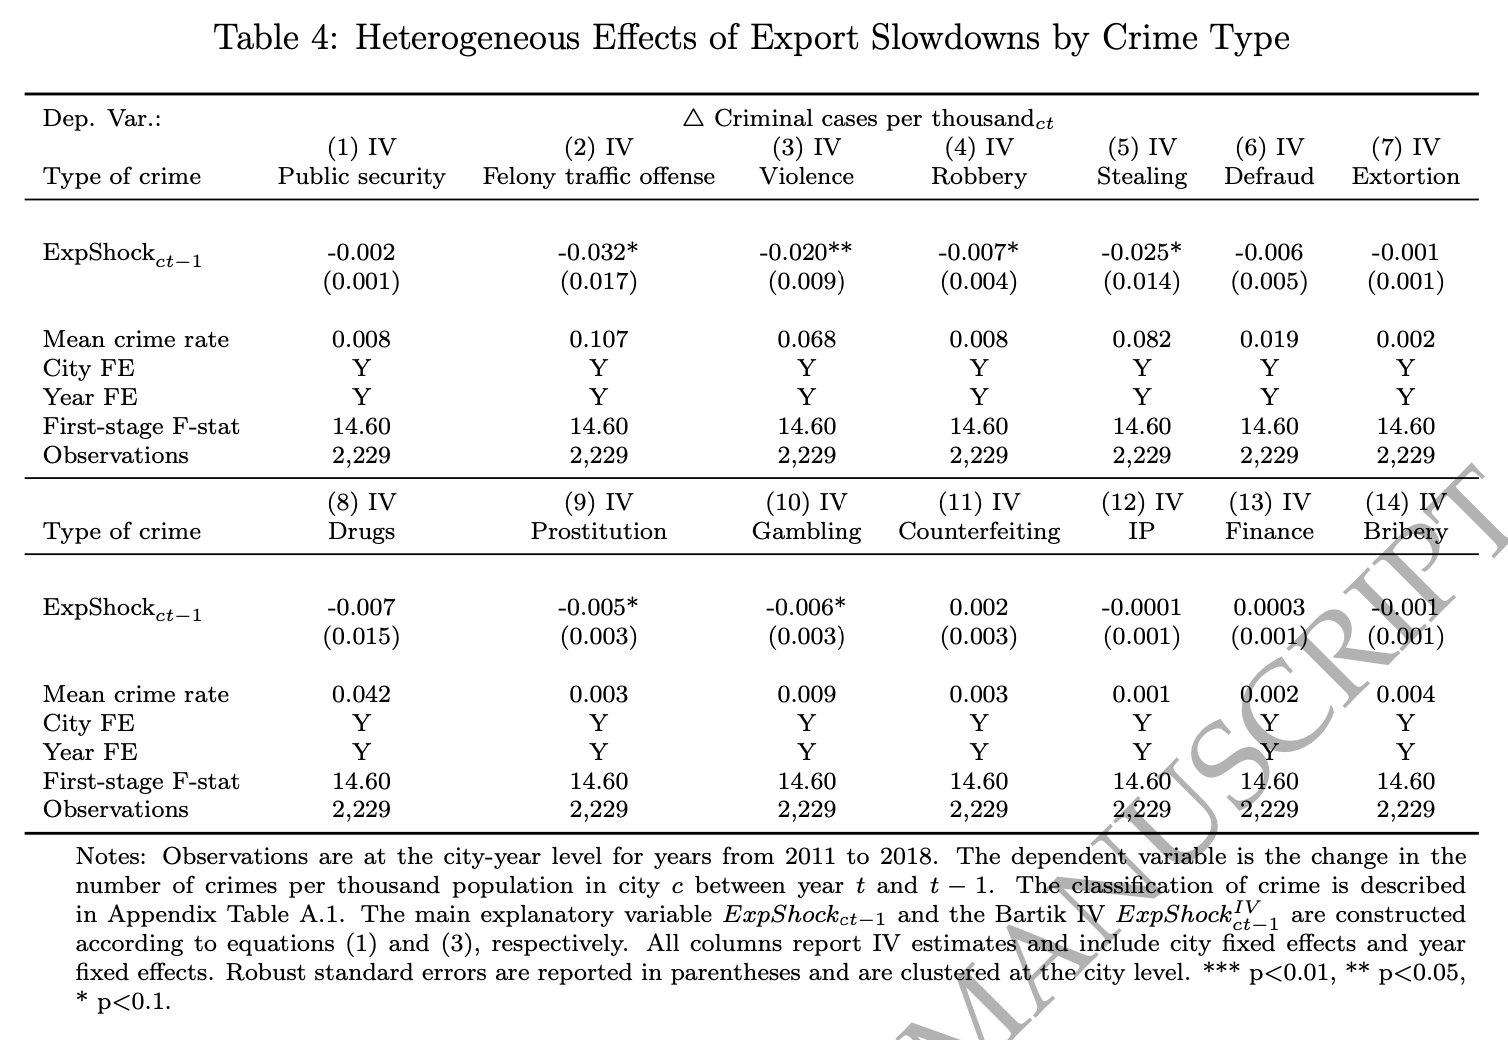 Table 4: Heterogeneous Effects of Export Slowdowns by Crime Type
Dep. Var.: △ Criminal cases per thousand_ct
(1) IV (2) IV (3) IV (4) IV (5) IV (6) IV (7) IV
Type of crime Public security Felony traffic offense Violence Robbery Stealing Defraud Extortion
ExpShock_ct−1 -0.002 -0.032* -0.020** -0.007* -0.025* -0.006 -0.001
(0.001) (0.017) (0.009) (0.004) (0.014) (0.005) (0.001)
Mean crime rate 0.008 0.107 0.068 0.008 0.082 0.019 0.002
City FE Y Y Y Y Y Y Y
Year FE Y Y Y Y Y Y Y
First-stage F-stat 14.60 14.60 14.60 14.60 14.60 14.60 14.60
Observations 2,229 2,229 2,229 2,229 2,229 2,229 2,229
(8) IV (9) IV (10) IV (11) IV (12) IV (13) IV (14) IV
Type of crime Drugs Prostitution Gambling Counterfeiting IP Finance Bribery
ExpShock_ct−1 -0.007 -0.005* -0.006* 0.002 -0.0001 0.0003 -0.001
(0.015) (0.003) (0.003) (0.003) (0.001) (0.001) (0.001)
Mean crime rate 0.042 0.003 0.009 0.003 0.001 0.002 0.004
City FE Y Y Y Y Y Y Y
Year FE Y Y Y Y Y Y Y
First-stage F-stat 14.60 14.60 14.60 14.60 14.60 14.60 14.60
Observations 2,229 2,229 2,229 2,229 2,229 2,229 2,229
Notes: Observations are at the city-year level for years from 2011 to 2018. The dependent variable is the change in the
number of crimes per thousand population in city c between year t and t − 1. The classification of crime is described
in Appendix Table A.1. The main explanatory variable ExpShock_ct−1 and the Bartik IV ExpShock^IV_ct−1 are constructed
according to equations (1) and (3), respectively. All columns report IV estimates and include city fixed effects and year
fixed effects. Robust standard errors are reported in parentheses and are clustered at the city level. *** p<0.01, ** p<0.05,
* p<0.1.
MANUSCRIPT